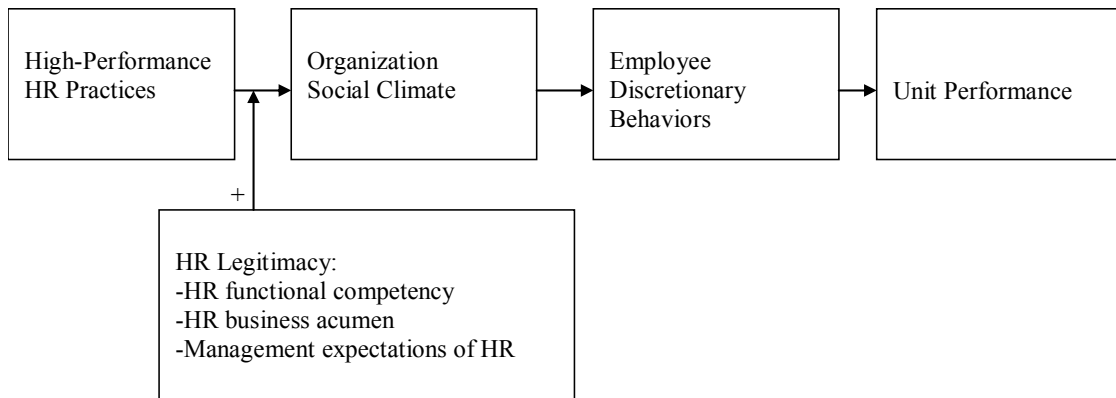 High-Performance
HR Practices
Organization
Social Climate
Employee
Discretionary
Behaviors
Unit Performance
+
HR Legitimacy:
-HR functional competency
-HR business acumen
-Management expectations of HR